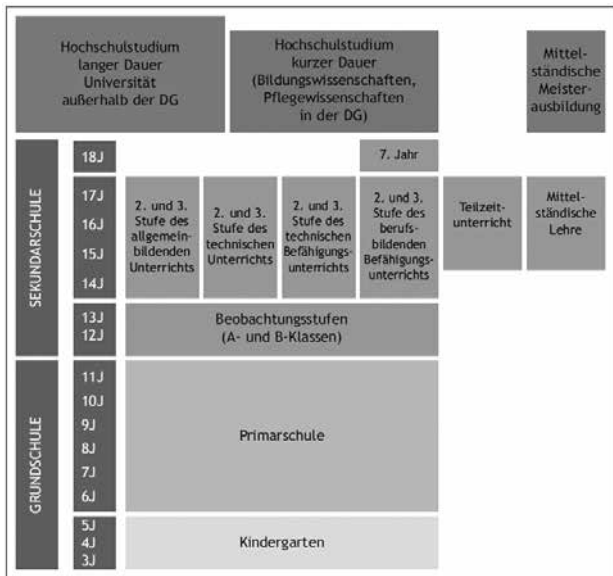 Hochschulstudium
langer Dauer
Universität
außerhalb der DG
Hochschulstudium
kurzer Dauer
(Bildungswissenschaften,
Pflegewissenschaften
in der DG)
Mittel-
ständische
Meister-
ausbildung
SEKUNDARSCHULE
18J
7. Jahr
17J
16J
15J
14J
2. und 3.
Stufe des
allgemein-
bildenden
Unterrichts
2. und 3.
Stufe des
technischen
Unterrichts
2. und 3.
Stufe des
technischen
Befähigungs-
unterrichts
2. und 3.
Stufe des
berufs-
bildenden
Befähigungs-
unterrichts
Teilzeit-
unterricht
Mittel-
ständische
Lehre
13J
12J
Beobachtungsstufen
(A- und B-Klassen)
GRUNDSCHULE
11J
10J
9J
8J
7J
6J
Primarschule
5J
4J
3J
Kindergarten